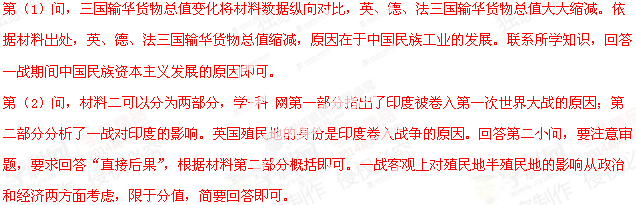 第（1）问，三国输华货物总值变化将材料数据纵向对比，英、德、法三国输华货物总值大大缩减。依
据材料出处，英、德、法三国输华货物总值缩减，原因在于中国民族工业的发展。联系所学知识，回答
一战期间中国民族资本主义发展的原因即可。
第（2）问，材料二可以分为两部分，学~科 网第一部分指出了印度被卷入第一次世界大战的原因；第
二部分分析了一战对印度的影响。英国殖民地的身份是印度卷入战争的原因。回答第二小问，要注意审
题，要求回答“直接后果”，根据材料第二部分概括即可。一战客观上对殖民地半殖民地的影响从政治
和经济两方面考虑，限于分值，简要回答即可。